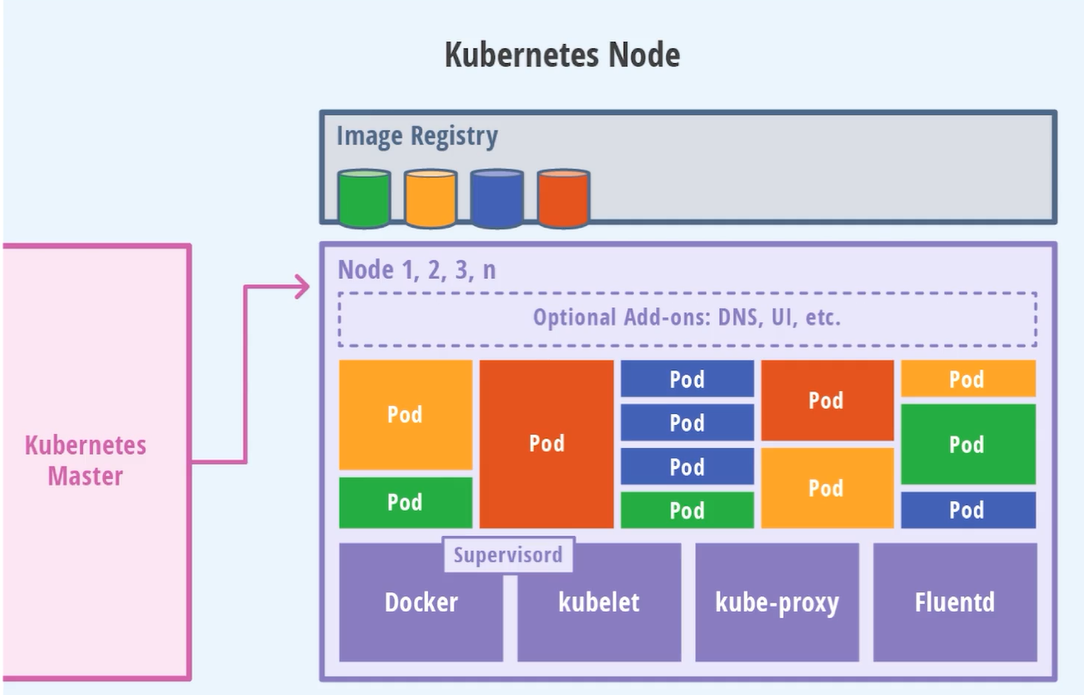 Kubernetes Node
Image Registry
Kubernetes
Master
Node 1, 2, 3, n
Optional Add-ons: DNS, UI, etc.
Pod
Pod
Pod
Pod
Pod
Pod
Pod
Pod
Pod
Pod
Pod
Pod
Supervisord
Docker
kubelet
kube-proxy
Fluentd